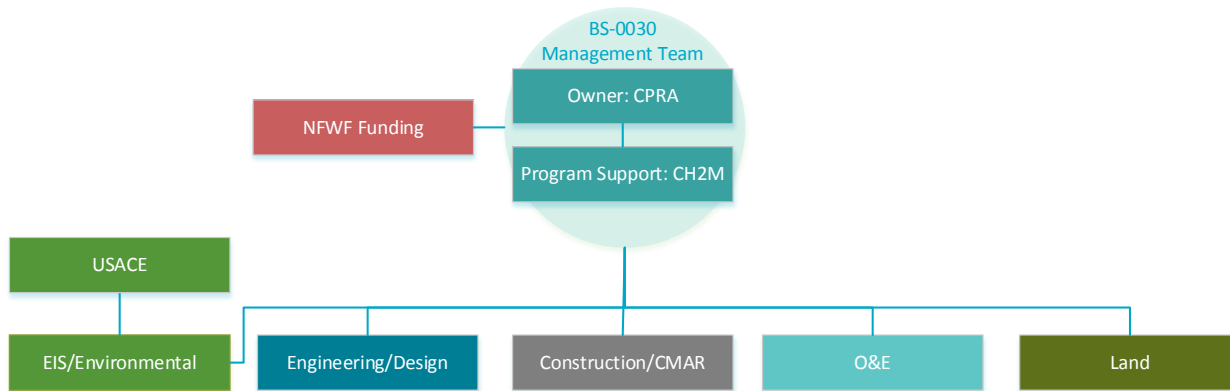 BS-0030
Management Team
Owner: CPRA
NFWF Funding
Program Support: CH2M
USACE
EIS/Environmental
Engineering/Design
Construction/CMAR
O&E
Land